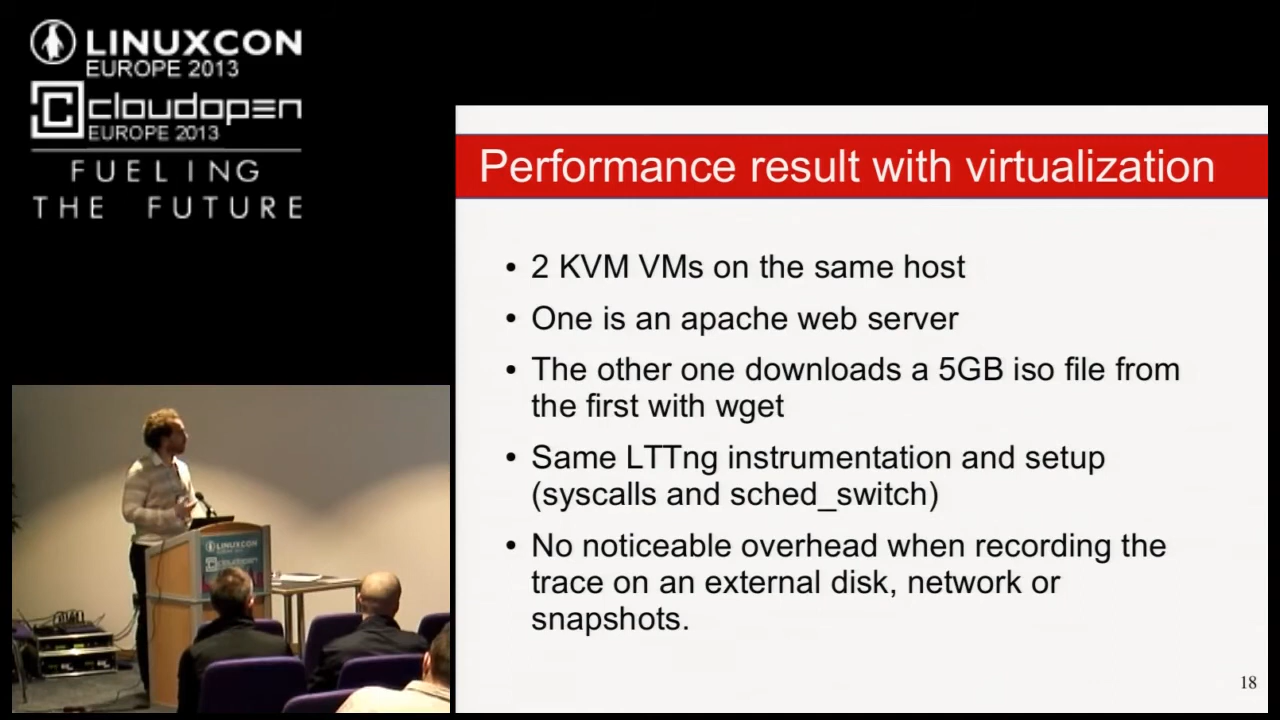 LINUXCON
EUROPE 2013
cloudopen
EUROPE 2013
FUELING
THE FUTURE
Performance result with virtualization
• 2 KVM VMs on the same host
• One is an apache web server
• The other one downloads a 5GB iso file from
the first with wget
• Same LTTng instrumentation and setup
(syscalls and sched_switch)
• No noticeable overhead when recording the
trace on an external disk, network or
snapshots.
18
LINUXCON
cloudopen